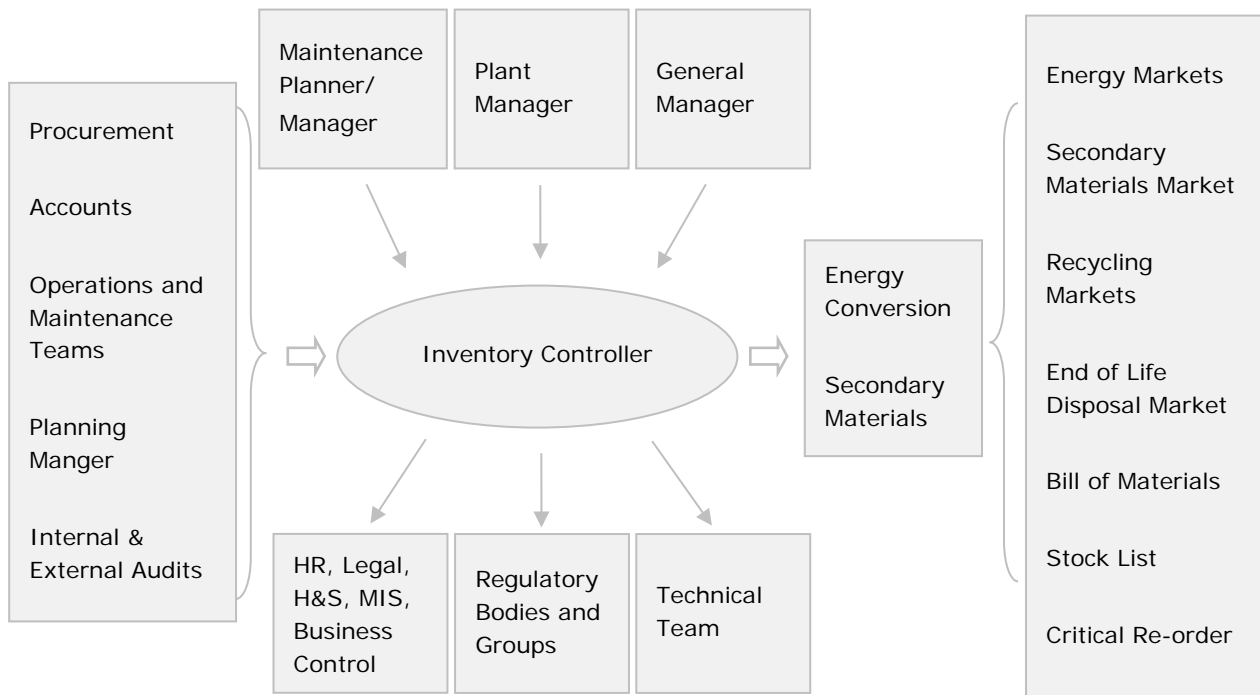 Procurement
Accounts
Operations and
Maintenance
Teams
Planning
Manger
Internal &
External Audits
Maintenance
Planner/
Manager
Plant
Manager
General
Manager
Inventory Controller
HR, Legal,
H&S, MIS,
Business
Control
Regulatory
Bodies and
Groups
Technical
Team
Energy
Conversion
Secondary
Materials
Energy Markets
Secondary
Materials Market
Recycling
Markets
End of Life
Disposal Market
Bill of Materials
Stock List
Critical Re-order